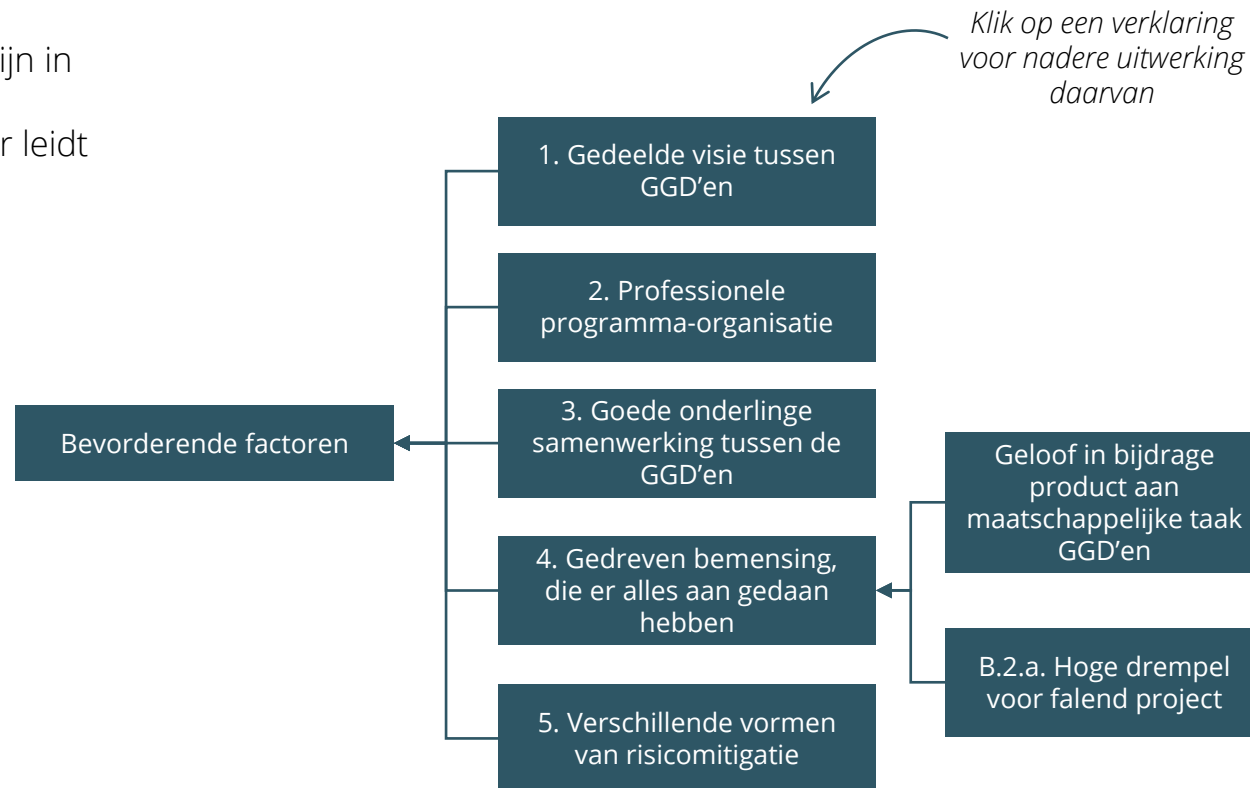 ijn in
r leidt
Klik op een verklaring
voor nadere uitwerking
daarvan
1. Gedeelde visie tussen
GGD’en
2. Professionele
programma-organisatie
Bevorderende factoren
3. Goede onderlinge
samenwerking tussen de
GGD’en
4. Gedreven bemensing,
die er alles aan gedaan
hebben
5. Verschillende vormen
van risicomitigatie
Geloof in bijdrage
product aan
maatschappelijke taak
GGD’en
B.2.a. Hoge drempel
voor falend project